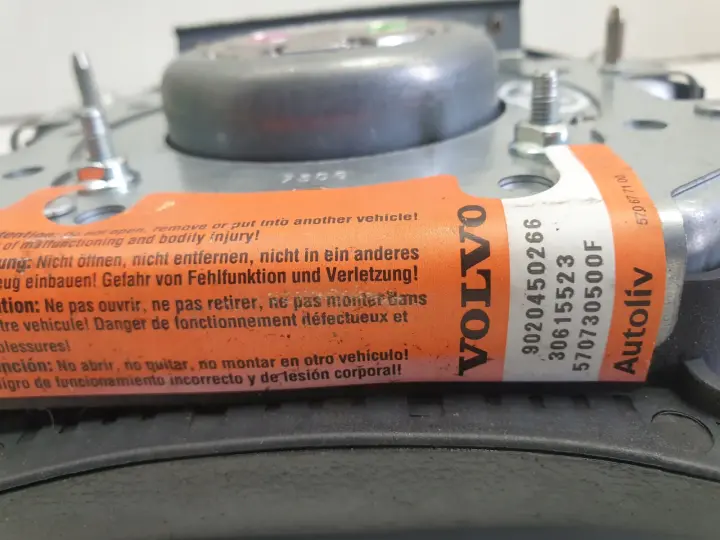 remove or put into another vehicle!
of malfunctioning and bodily injury!
Nicht öffnen, nicht entfernen, nicht in ein anderes
einbauen! Gefahr von Fehlfunktion und Verletzung!
Ne pas ouvrir, ne pas retirer, ne pas monter dans
vehicule! Danger de fonctionnement défectueux et
No abrir, no quitar, no montar en otro vehiculo!
de funcionamiento incorrecto y de lesión corporal!
VOLVO
9020450266
30615523
570730500F
Autoliv